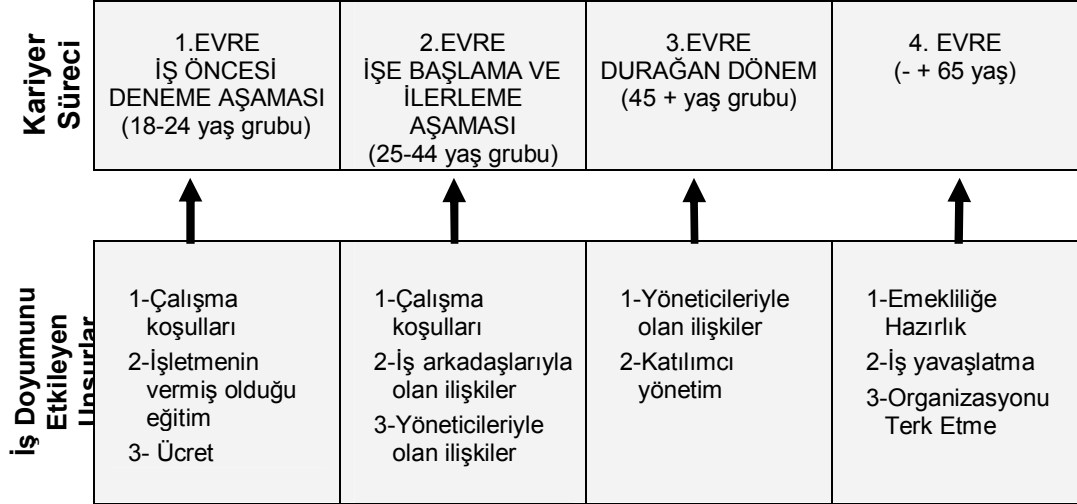 Kariyer
Süreci
1.EVRE
İŞ ÖNCESİ
DENEME AŞAMASI
(18-24 yaş grubu)
2.EVRE
İŞE BAŞLAMA VE
İLERLEME
AŞAMASI
(25-44 yaş grubu)
3.EVRE
DURAĞAN DÖNEM
(45 + yaş grubu)
4. EVRE
(- + 65 yaş)
İş Doyumunu
Etkileyen
Unsurlar
1-Çalışma
koşulları
2-İşletmenin
vermiş olduğu
eğitim
3- Ücret
1-Çalışma
koşulları
2-İş arkadaşlarıyla
olan ilişkiler
3-Yöneticileriyle
olan ilişkiler
1-Yöneticileriyle
olan ilişkiler
2-Katılımcı
yönetim
1-Emekliliğe
Hazırlık
2-İş yavaşlatma
3-Organizasyonu
Terk Etme